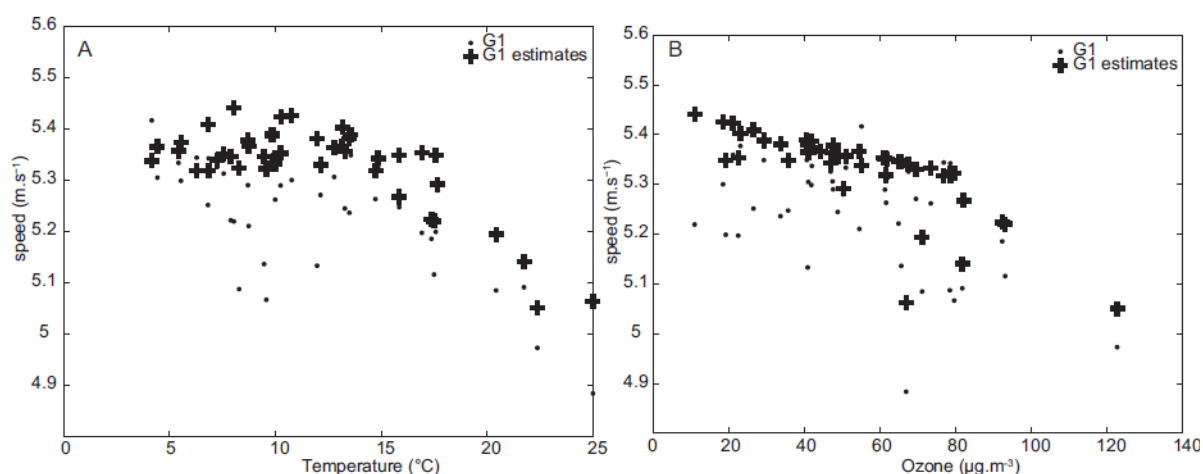 5.6
5.5
5.4
5.3
5.2
5.1
5
4.9
speed (m.s⁻¹)
A
G1
G1 estimates
0 5 10 15 20 25
Temperature (°C)
5.6
5.5
5.4
5.3
5.2
5.1
5
4.9
speed (m.s⁻¹)
B
G1
G1 estimates
0 20 40 60 80 100 120 140
Ozone (µg.m⁻³)